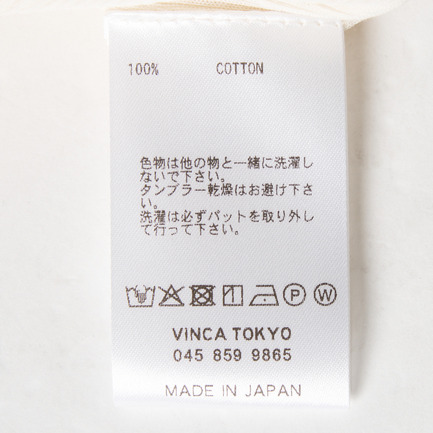 100% COTTON
色物は他の物と一緒に洗濯し
ないで下さい。
タンブラー乾燥はお避け下さ
い。
洗濯は必ずパットを取り外し
て行って下さい。
P W
VINCA TOKYO
045 859 9865
MADE IN JAPAN